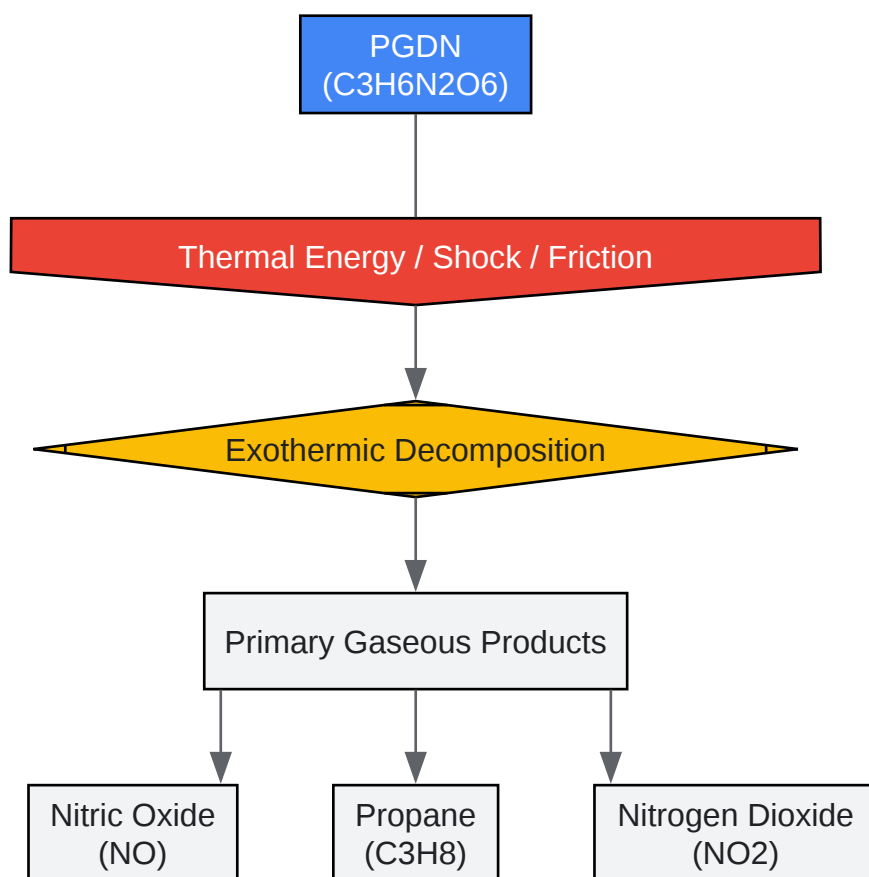 PGDN
(C3H6N2O6)
Thermal Energy / Shock / Friction
Exothermic Decomposition
Primary Gaseous Products
Nitric Oxide
(NO)
Propane
(C3H8)
Nitrogen Dioxide
(NO2)